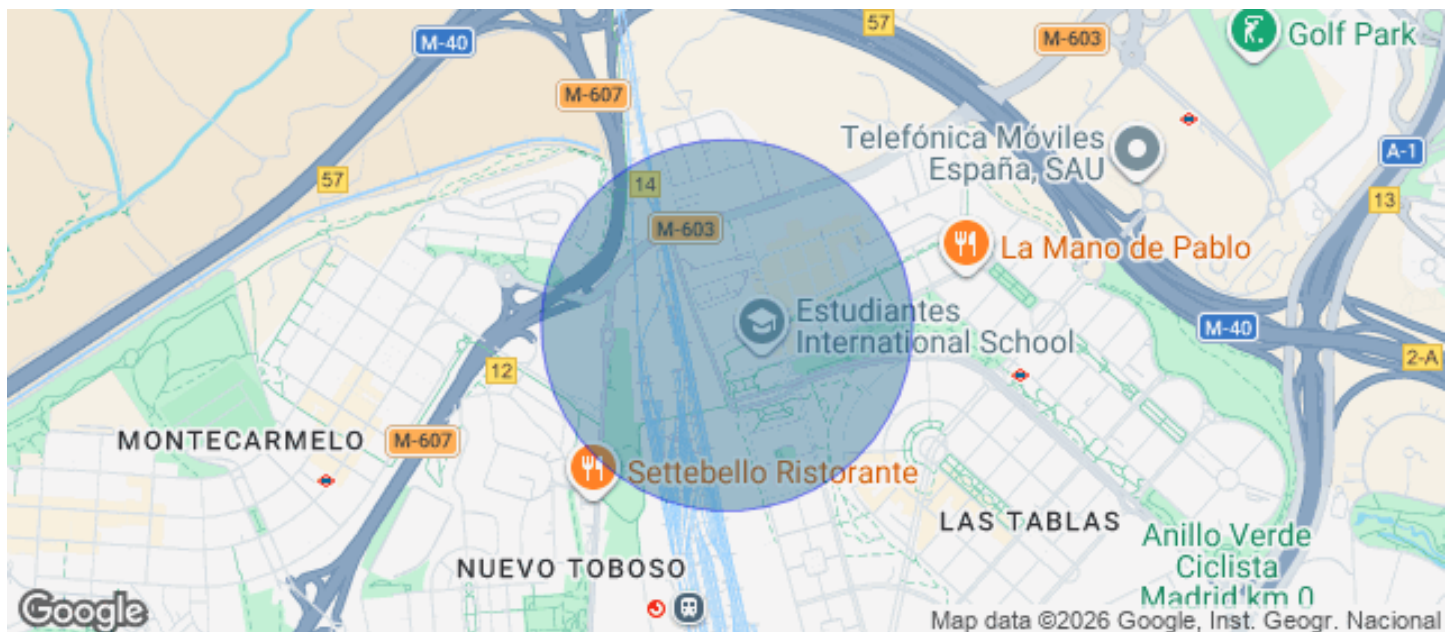 57
M-603
Golf Park
M-40
M-607
Telefónica Móviles
España, SAU
A-1
57
14
13
M-603
La Mano de Pablo
Estudiantes
International School
M-40
2-A
12
MONTECARMELO
M-607
Settebello Ristorante
LAS TABLAS
Anillo Verde
Ciclista
Madrid km 0
NUEVO TOBOSO
Google
Map data ©2026 Google, Inst. Geogr. Nacional